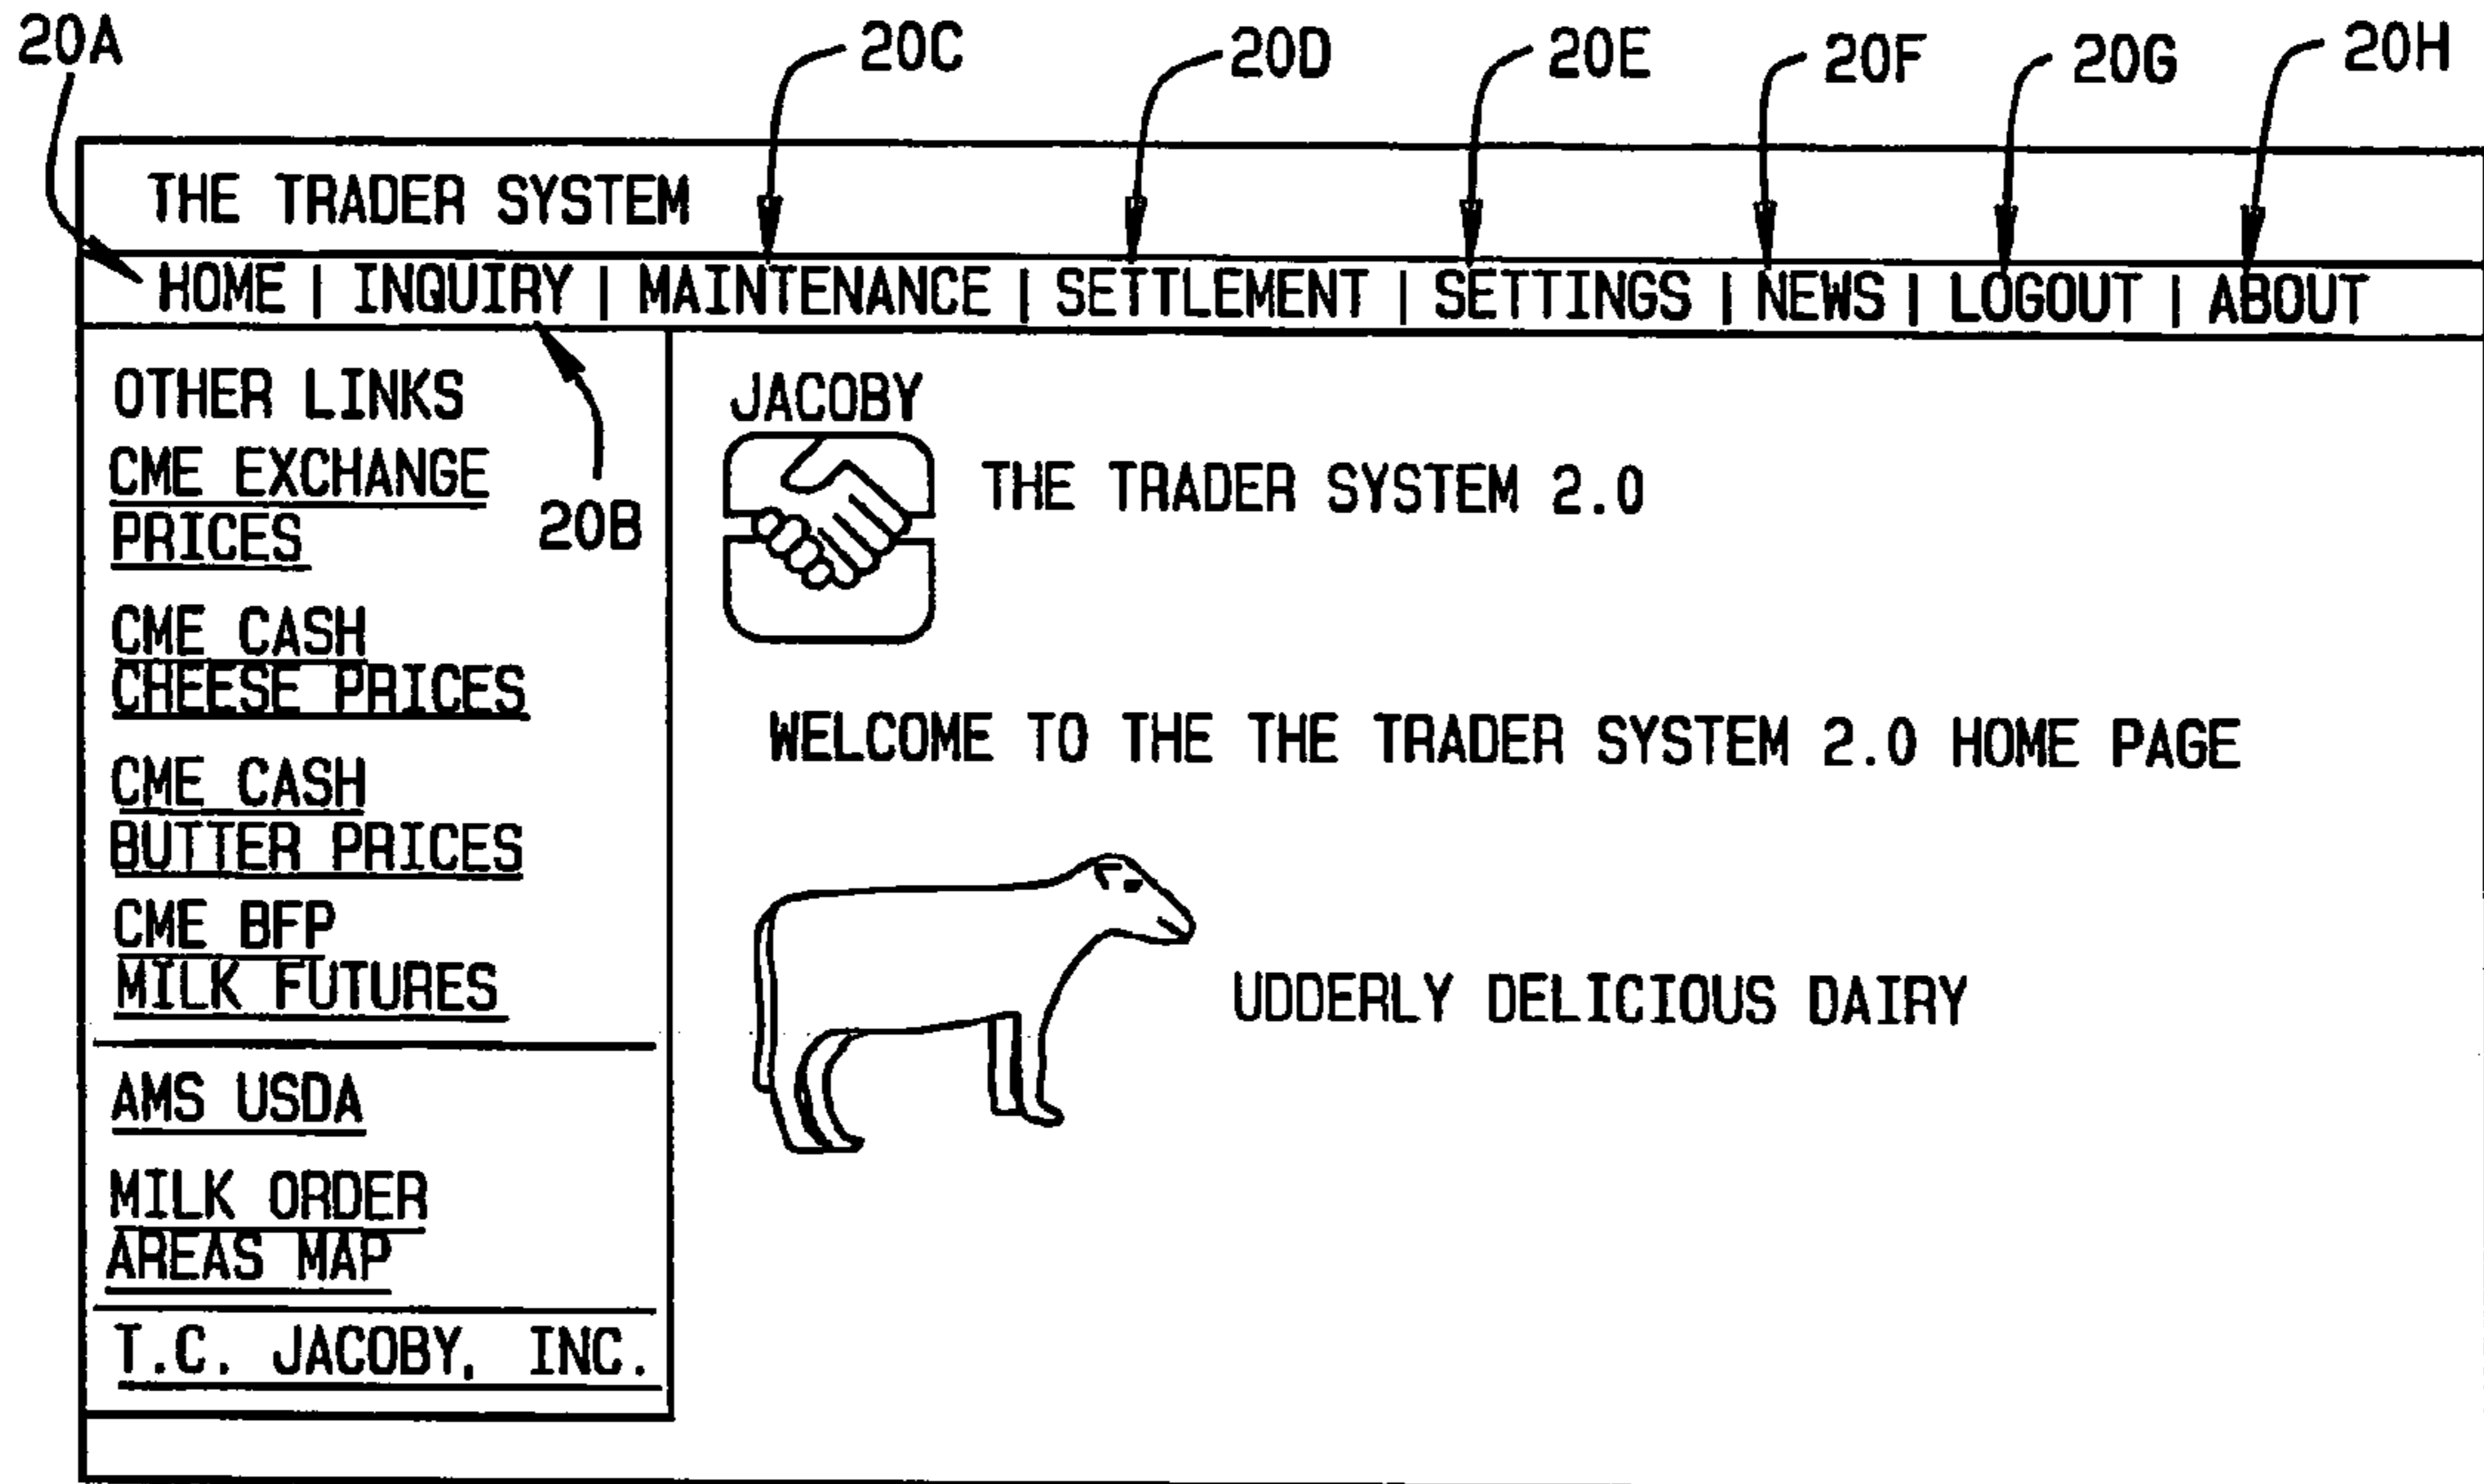 20A 20C 20D 20E 20F 20G 20H
THE TRADER SYSTEM
HOME | INQUIRY | MAINTENANCE | SETTLEMENT | SETTINGS | NEWS | LOGOUT | ABOUT
OTHER LINKS
CME EXCHANGE
PRICES
20B
CME CASH
CHEESE PRICES
CME CASH
BUTTER PRICES
CME BFP
MILK FUTURES
AMS USDA
MILK ORDER
AREAS MAP
T.C. JACOBY, INC.
JACOBY
THE TRADER SYSTEM 2.0
WELCOME TO THE THE TRADER SYSTEM 2.0 HOME PAGE
UDDERLY DELICIOUS DAIRY